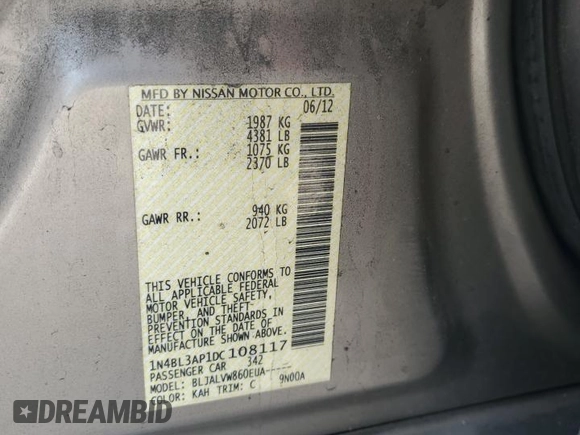 MFD BY NISSAN MOTOR CO., LTD.
DATE: 06/12
GVWR: 1987 KG
4381 LB
GAWR FR.: 1075 KG
2370 LB
GAWR RR.: 940 KG
2072 LB
THIS VEHICLE CONFORMS TO
ALL APPLICABLE FEDERAL
MOTOR VEHICLE SAFETY,
BUMPER, AND THEFT
PREVENTION STANDARDS IN
EFFECT ON THE DATE OF
MANUFACTURE SHOWN ABOVE.
1N4BL3AP1DC108117
PASSENGER CAR 342
MODEL: BLJALVW860EUA-----
COLOR: KAH TRIM: C 9N00A
Autobidmaster